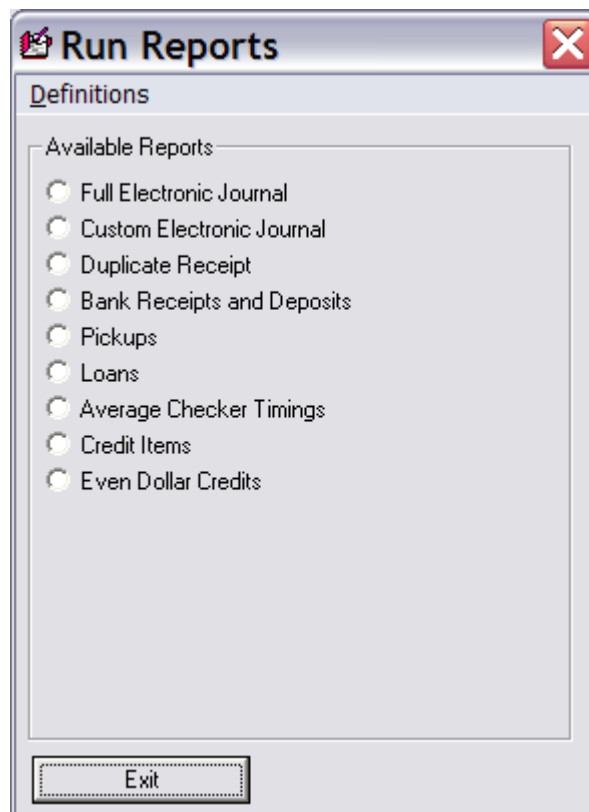 Run Reports
Definitions
Available Reports
Full Electronic Journal
Custom Electronic Journal
Duplicate Receipt
Bank Receipts and Deposits
Pickups
Loans
Average Checker Timings
Credit Items
Even Dollar Credits
Exit